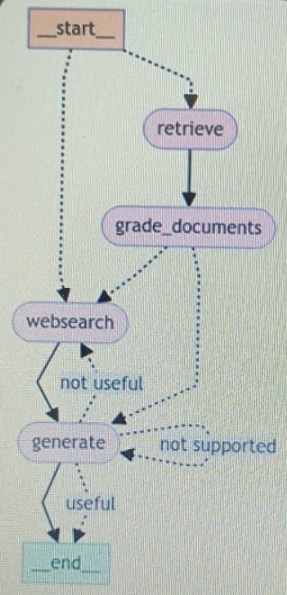 __start__
retrieve
grade_documents
websearch
not useful
generate
not supported
useful
__end__